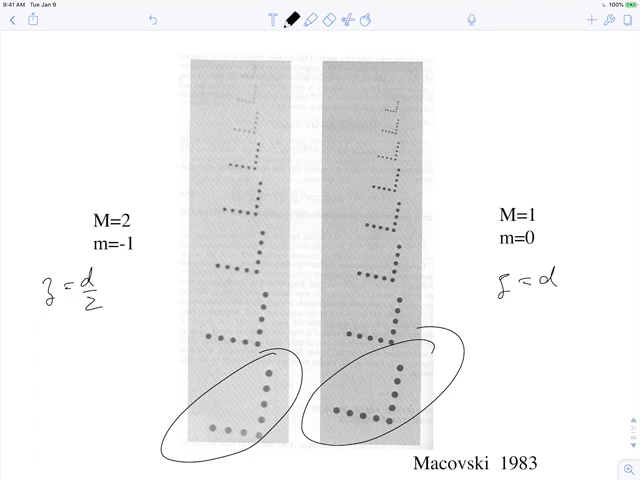 9:41 AM Tue Jan 9
100%
M=2
m=-1
z = d/2
M=1
m=0
z = d
Macovski 1983